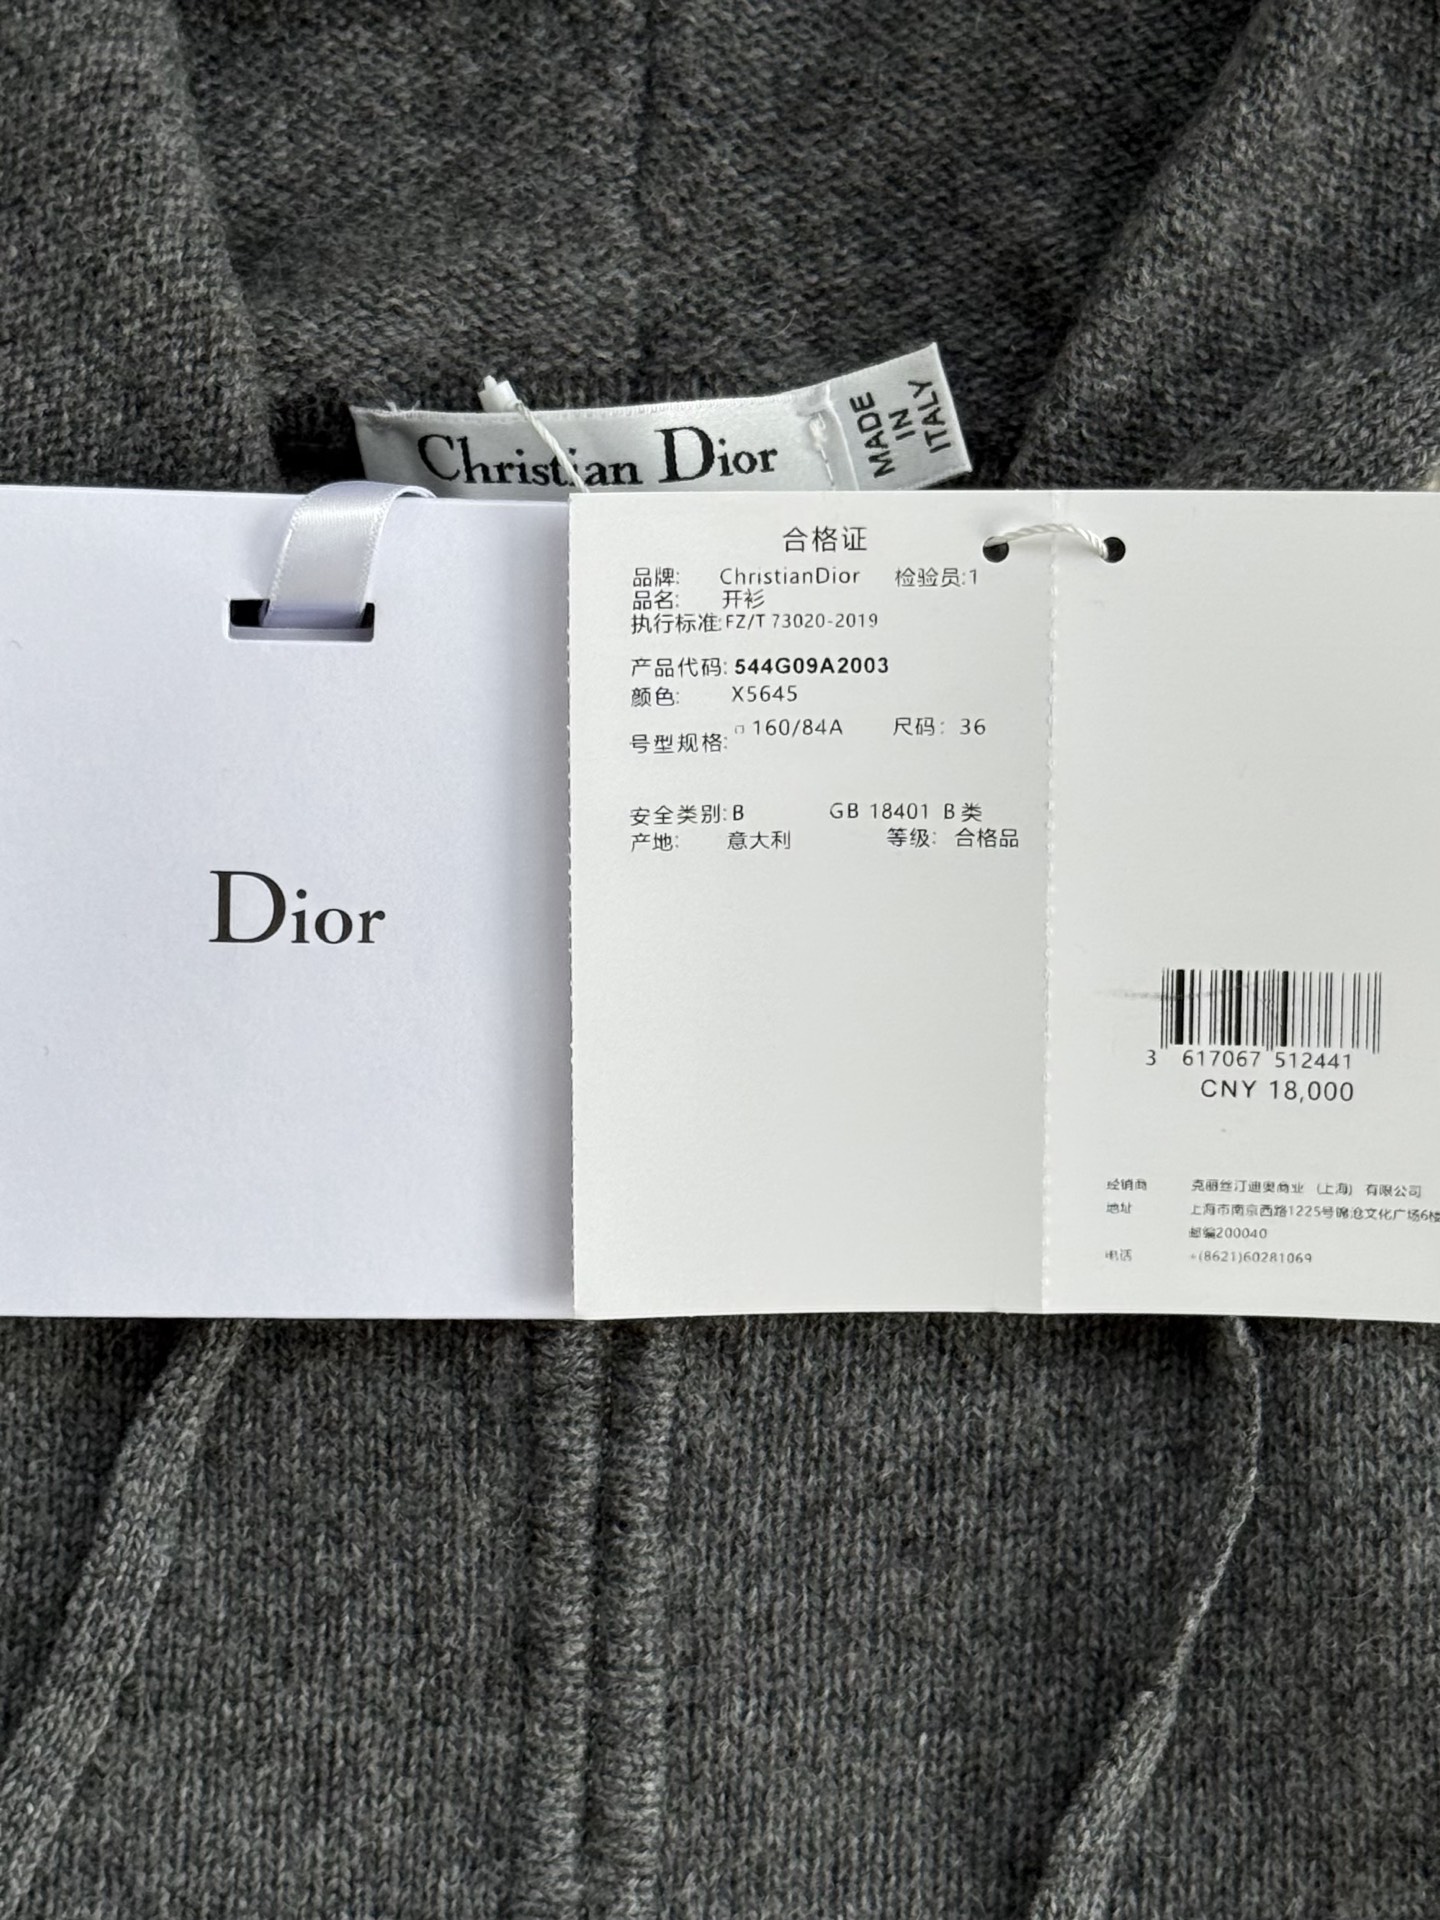 Christian Dior
MADE
IN
ITALY
Dior
合格证
品牌: ChristianDior 检验员:1
品名: 开衫
执行标准:FZ/T 73020-2019
产品代码: 544G09A2003
颜色: X5645
号型规格: 160/84A 尺码: 36
安全类别:B GB 18401 B类
产地: 意大利 等级: 合格品
3 617067 512441
CNY 18,000
经销商 克丽丝汀迪奥商业 (上海) 有限公司
地址 上海市南京西路1225号锦沧文化广场6楼
邮编200040
电话 +(8621)60281069